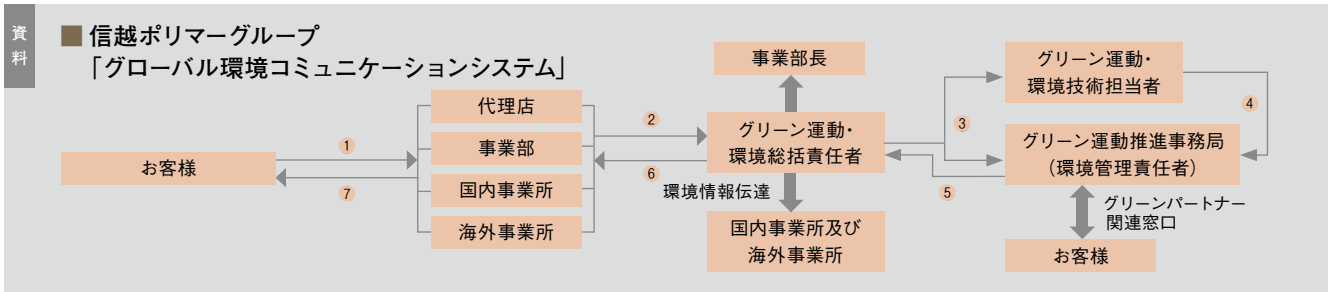 資料
■ 信越ポリマーグループ
「グローバル環境コミュニケーションシステム」
お客様
①
⑦
代理店
事業部
国内事業所
海外事業所
②
⑥
事業部長
グリーン運動・
環境総括責任者
環境情報伝達
国内事業所及び
海外事業所
③
⑤
グリーン運動・
環境技術担当者
④
グリーン運動推進事務局
（環境管理責任者）
グリーンパートナー
関連窓口
お客様